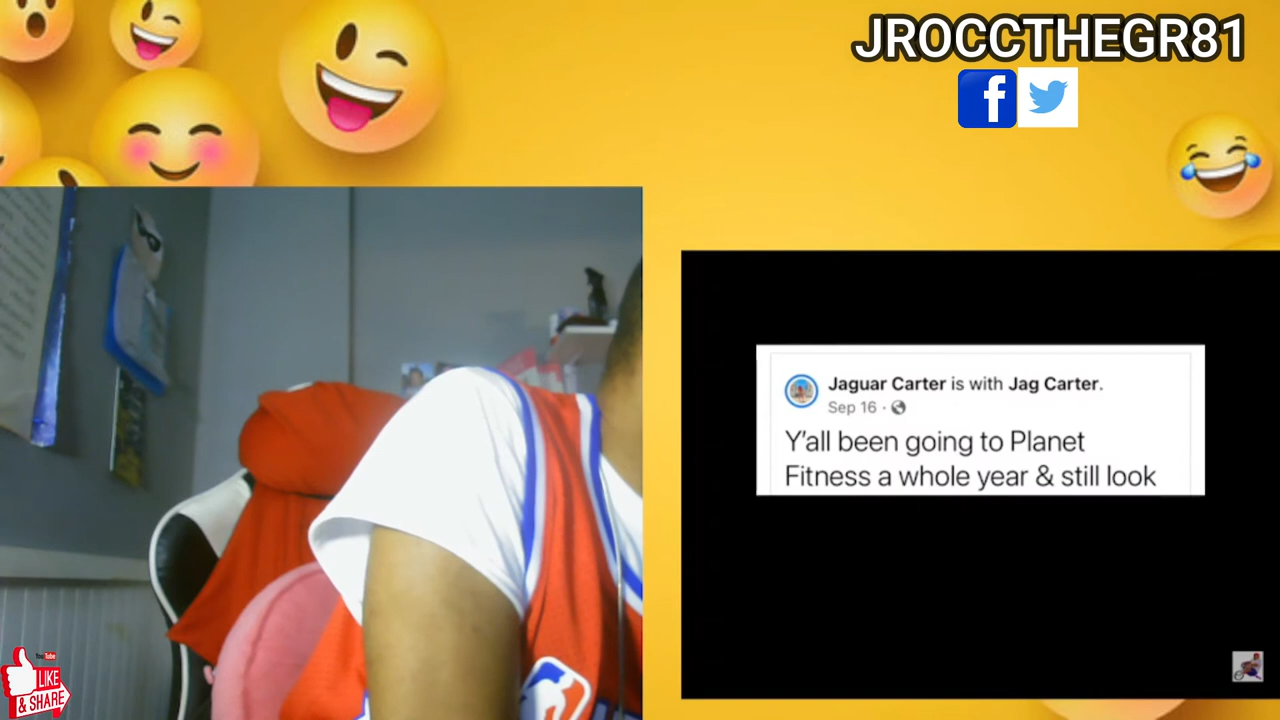 JROCCTHEGR81
Jaguar Carter is with Jag Carter.
Sep 16
Y'all been going to Planet
Fitness a whole year & still look
YouTube
LIKE
& SHARE